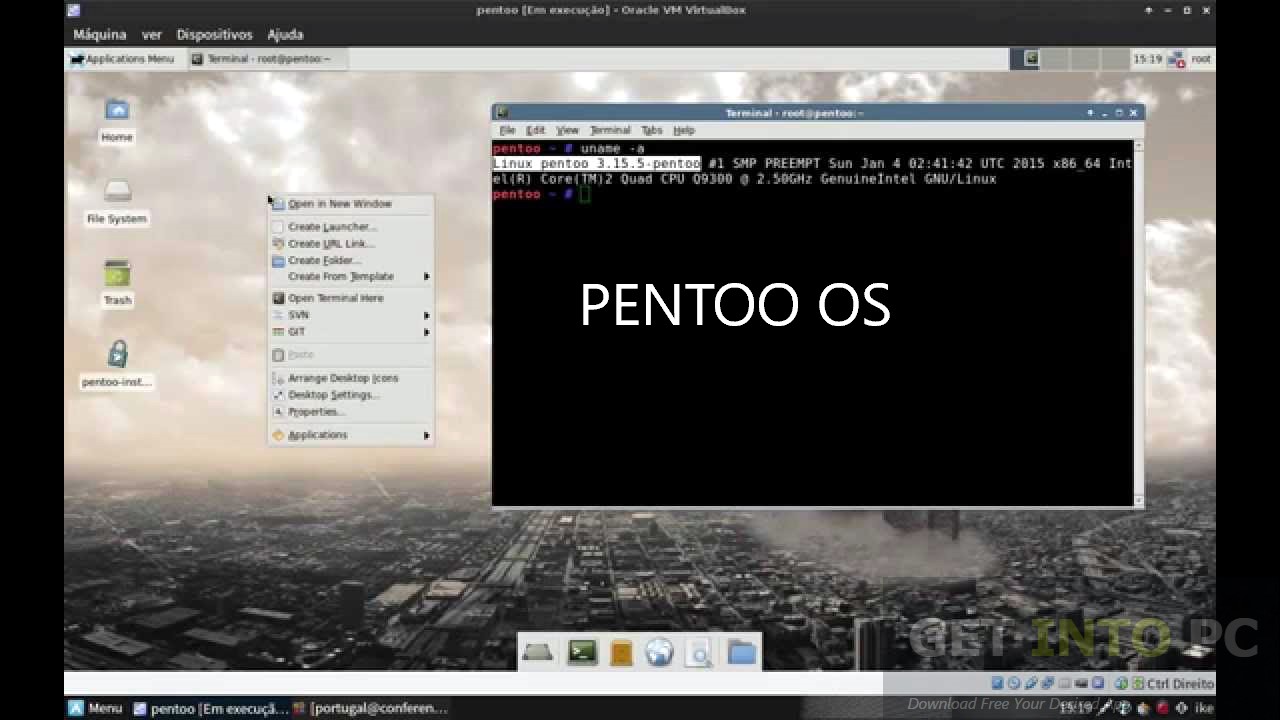 pentoo [Em execução] - Oracle VM VirtualBox
Máquina ver Dispositivos Ajuda
Applications Menu Terminal - root@pentoo:~ 15:19 root
Home
File System
Trash
pentoo-inst...
Open in New Window
Create Launcher...
Create URL Link...
Create Folder...
Create From Template
Open Terminal Here
SVN
GIT
Paste
Arrange Desktop Icons
Desktop Settings...
Properties...
Applications
Terminal - root@pentoo:~
File Edit View Terminal Tabs Help
pentoo ~ # uname -a
Linux pentoo 3.15.5-pentoo #1 SMP PREEMPT Sun Jan 4 02:41:42 UTC 2015 x86_64 Int
el(R) Core(TM)2 Quad CPU Q9300 @ 2.50GHz GenuineIntel GNU/Linux
pentoo ~ #
PENTOO OS
GET INTO PC
Ctrl Direito
Download Free Your Desired
Menu pentoo [Em execuçã... [portugal@conferen... 15:19 ike